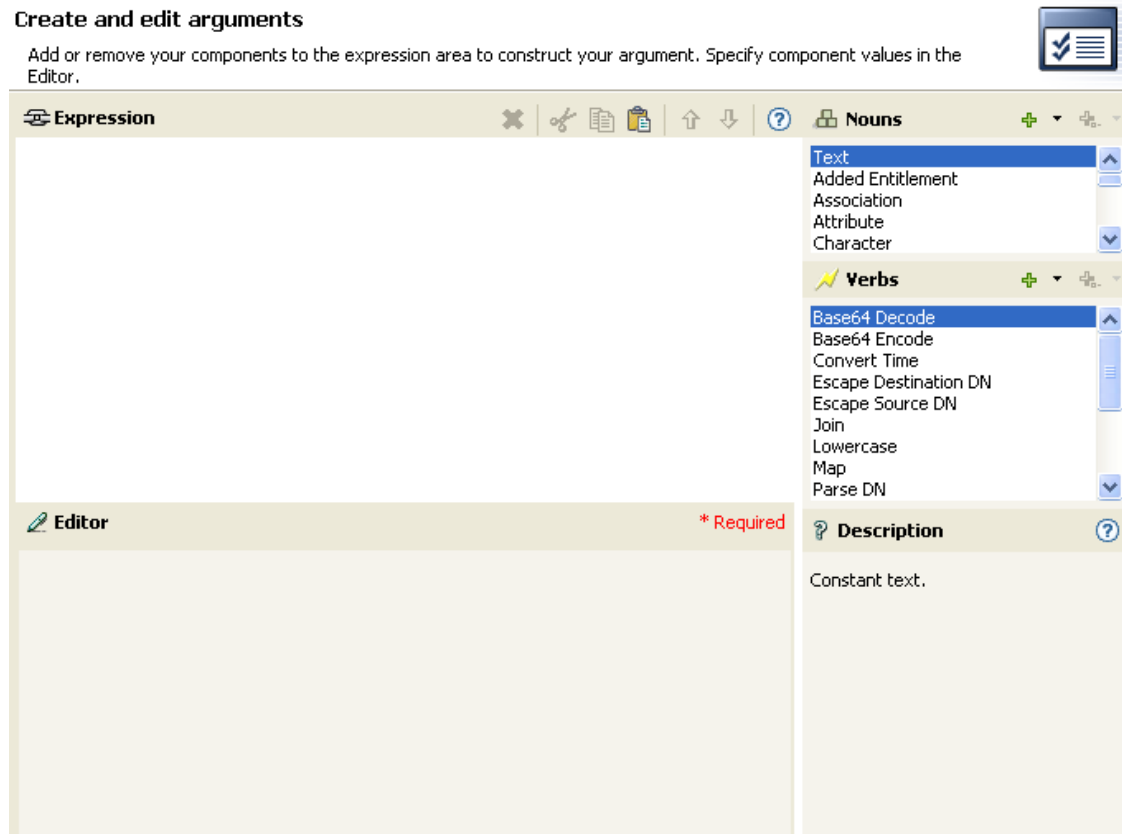 Create and edit arguments
Add or remove your components to the expression area to construct your argument. Specify component values in the
Editor.
Expression
Nouns
Text
Added Entitlement
Association
Attribute
Character
Verbs
Base64 Decode
Base64 Encode
Convert Time
Escape Destination DN
Escape Source DN
Join
Lowercase
Map
Parse DN
Editor
* Required
Description
Constant text.